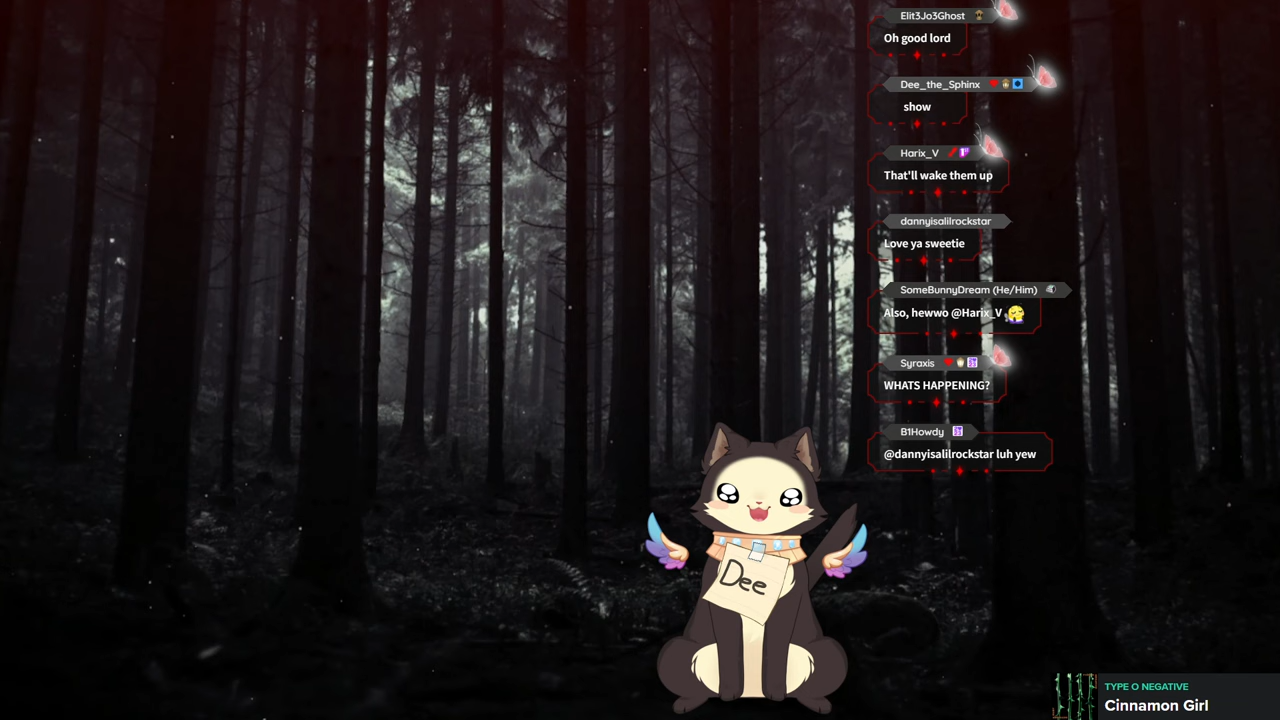 Elit3Jo3Ghost
Oh good lord
Dee_the_Sphinx
show
Harix_V
That'll wake them up
dannyisalilrockstar
Love ya sweetie
SomeBunnyDream (He/Him)
Also, hewwo @Harix_V
Syraxis
WHATS HAPPENING?
B1Howdy
@dannyisalilrockstar luh yew
Dee
TYPE O NEGATIVE
Cinnamon Girl